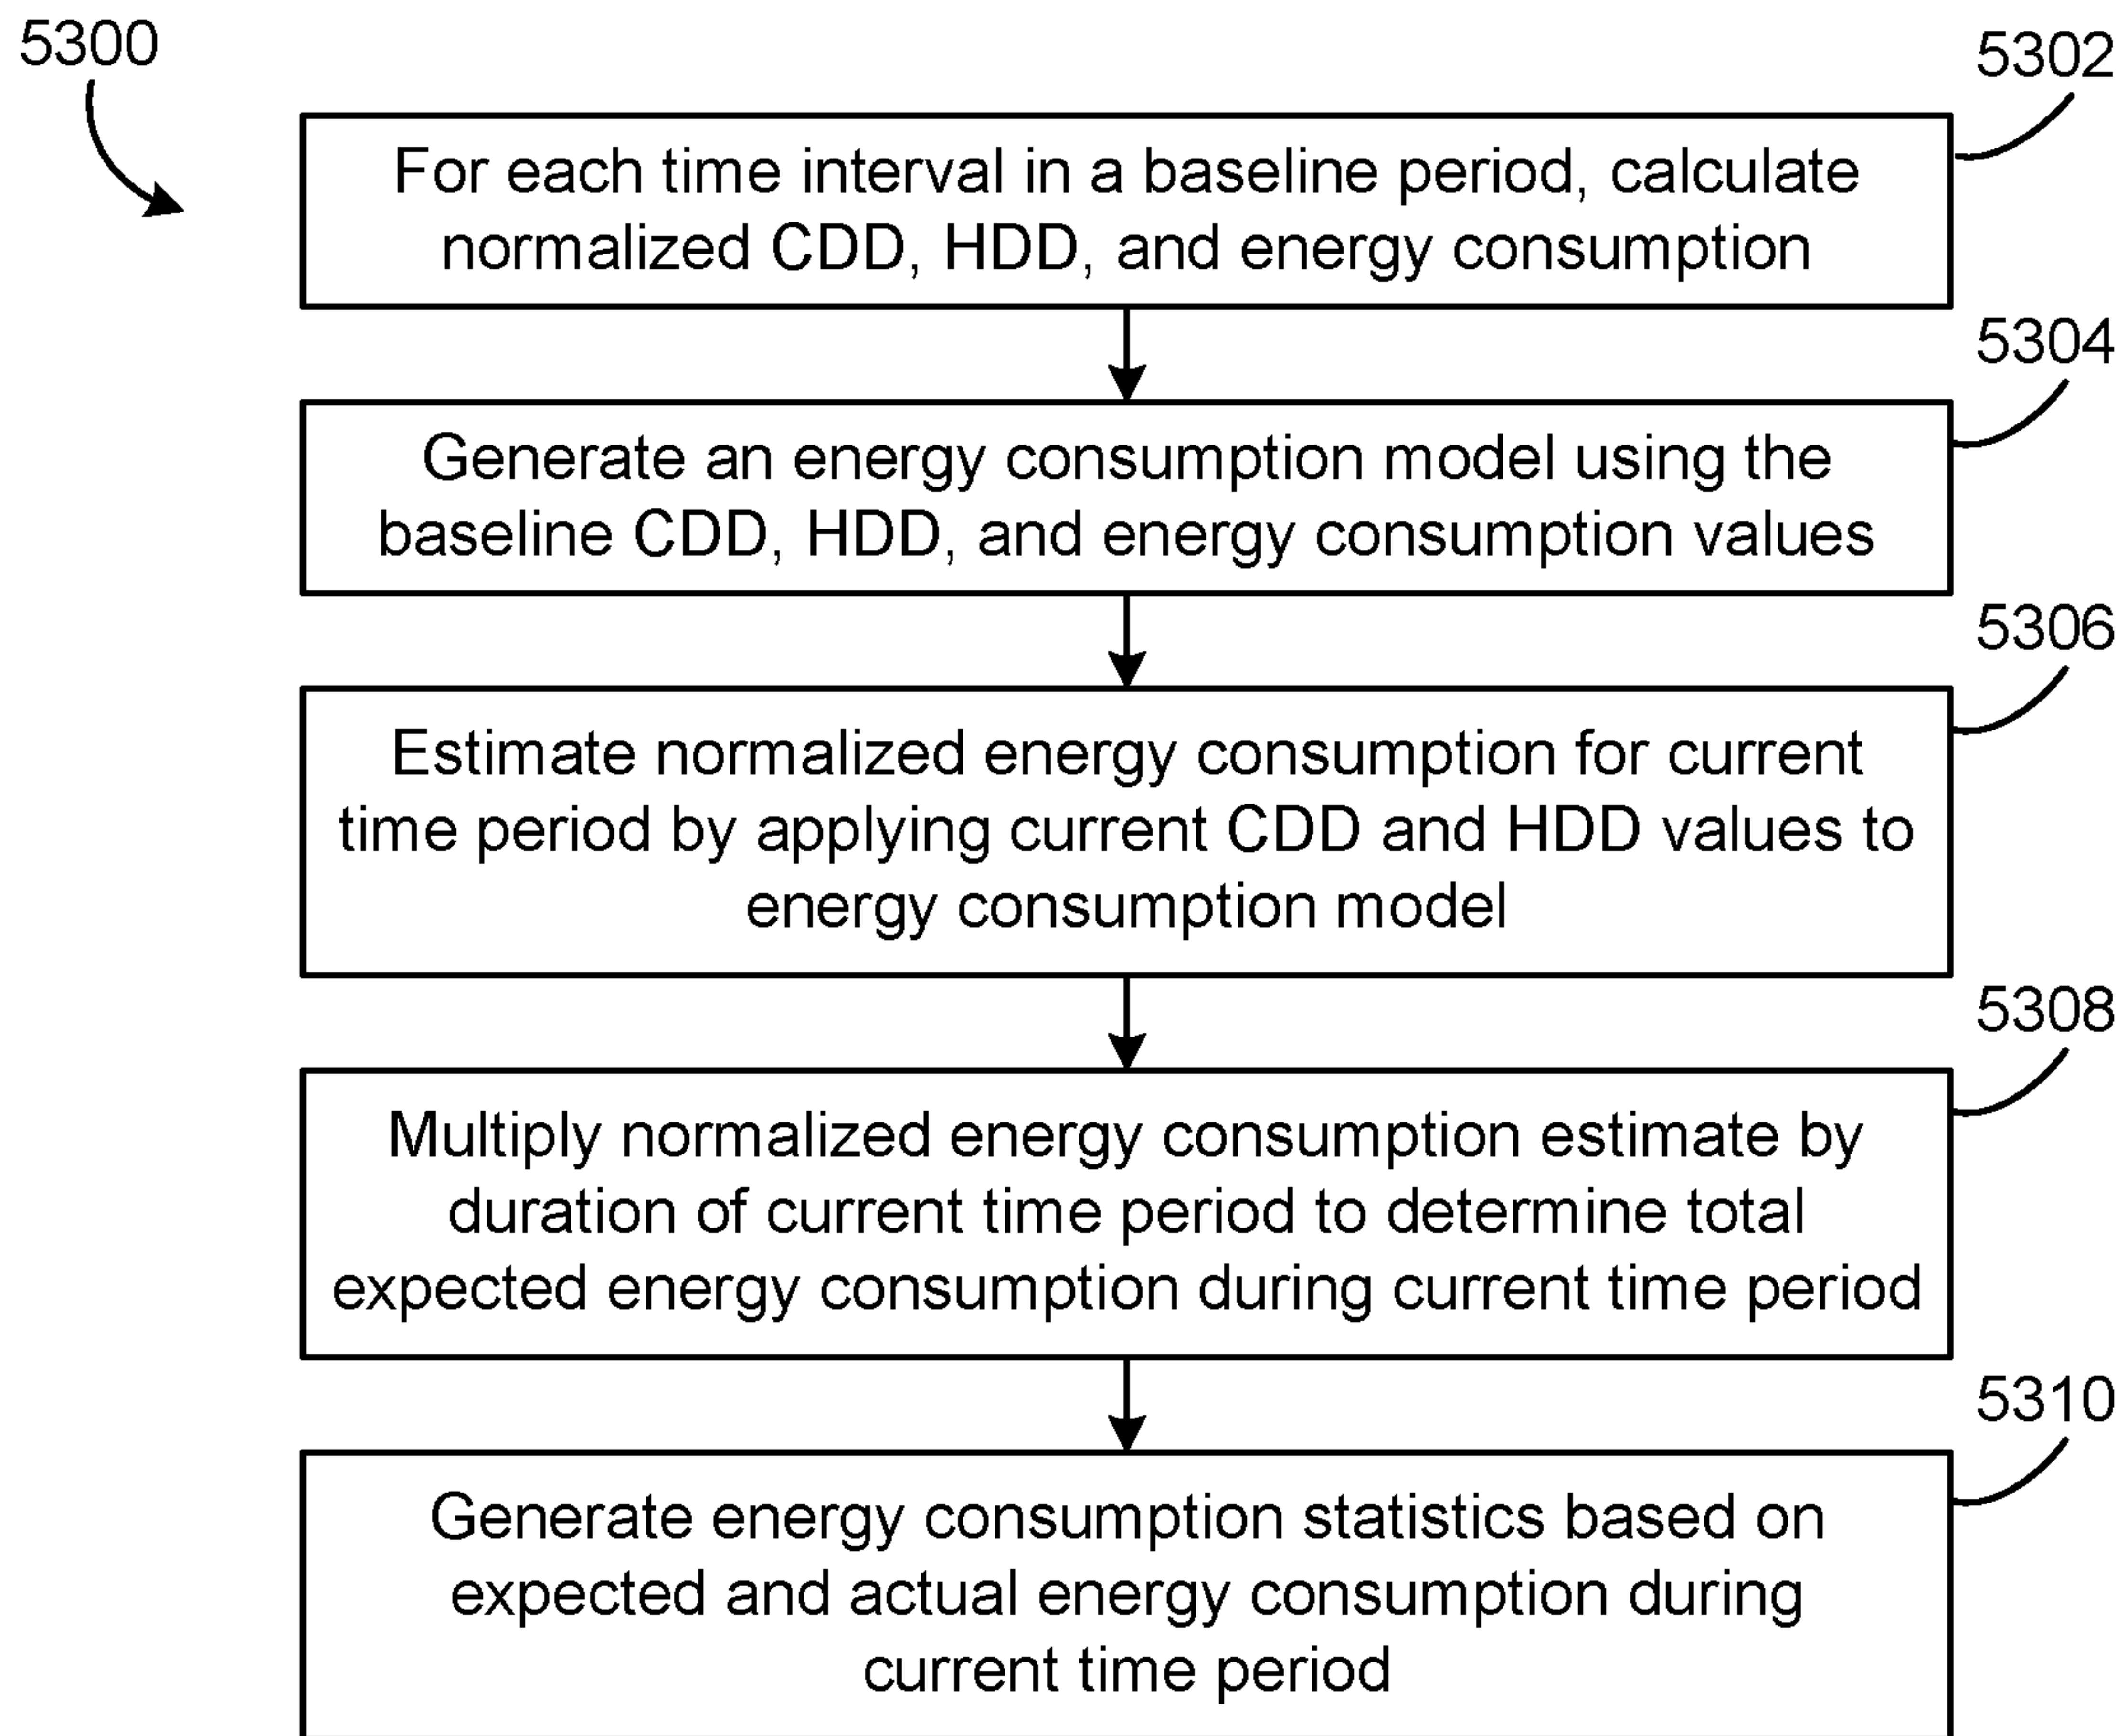 5300
5302
For each time interval in a baseline period, calculate
normalized CDD, HDD, and energy consumption
5304
Generate an energy consumption model using the
baseline CDD, HDD, and energy consumption values
5306
Estimate normalized energy consumption for current
time period by applying current CDD and HDD values to
energy consumption model
5308
Multiply normalized energy consumption estimate by
duration of current time period to determine total
expected energy consumption during current time period
5310
Generate energy consumption statistics based on
expected and actual energy consumption during
current time period